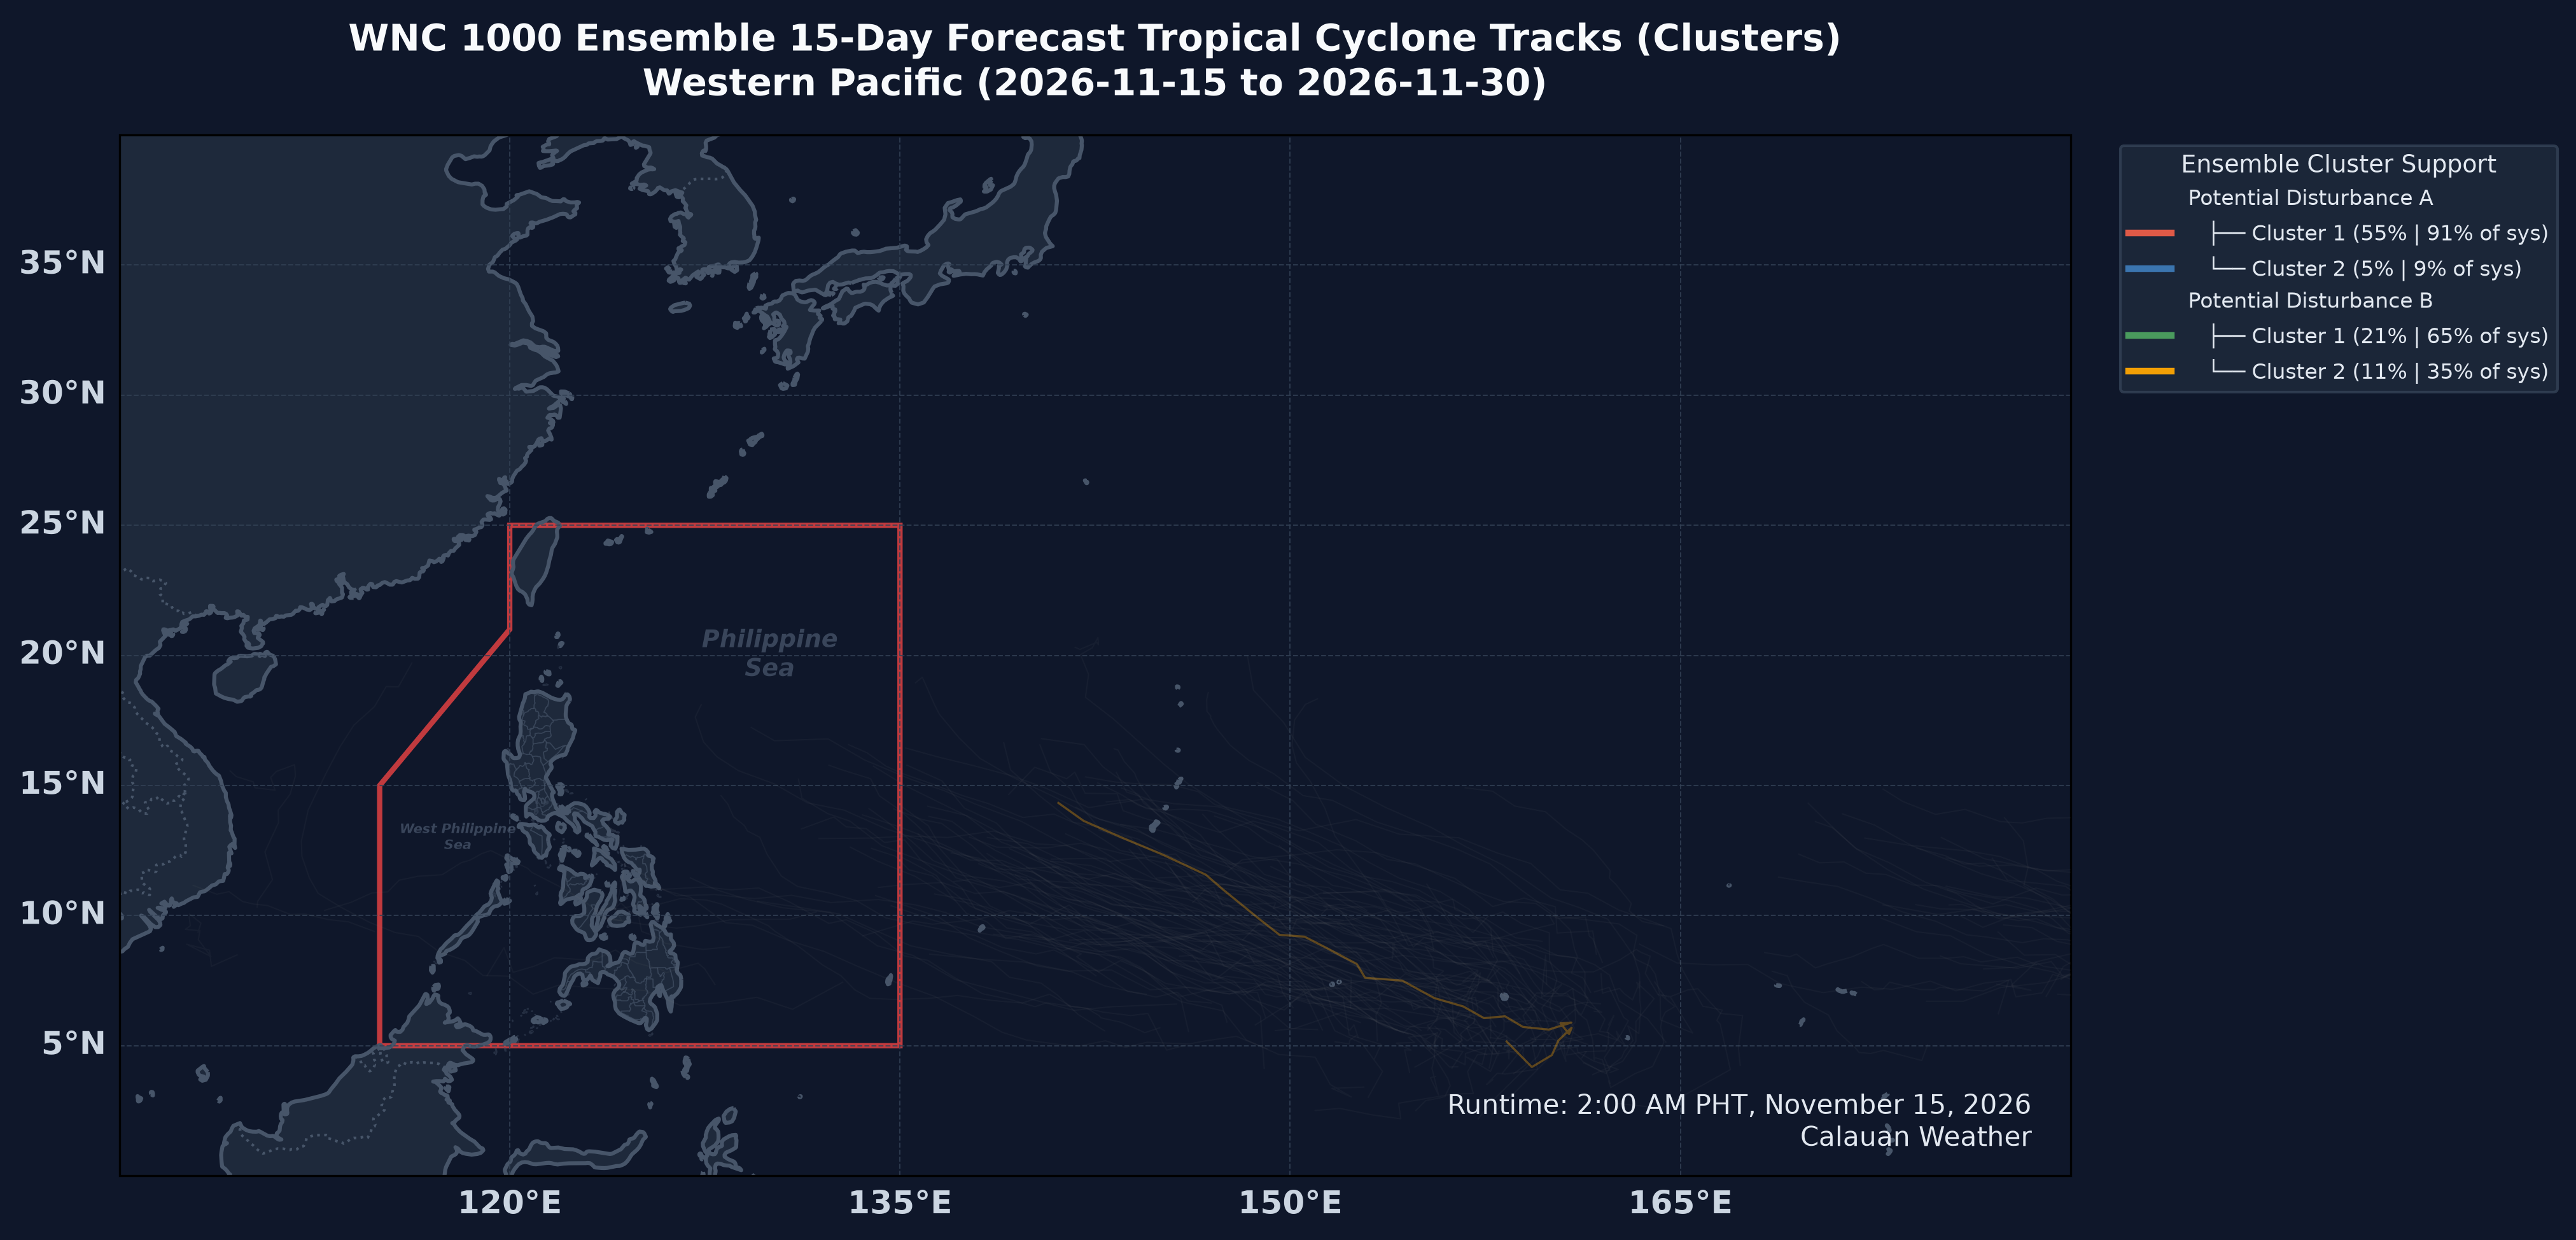 WNC 1000 Ensemble 15-Day Forecast Tropical Cyclone Tracks (Clusters)
Western Pacific (2026-11-15 to 2026-11-30)
Ensemble Cluster Support
Potential Disturbance A
Cluster 1 (55% | 91% of sys)
Cluster 2 (5% | 9% of sys)
Potential Disturbance B
Cluster 1 (21% | 65% of sys)
Cluster 2 (11% | 35% of sys)
35°N
30°N
25°N
20°N
15°N
10°N
5°N
Philippine
Sea
West Philippine
Sea
Runtime: 2:00 AM PHT, November 15, 2026
Calauan Weather
120°E
135°E
150°E
165°E